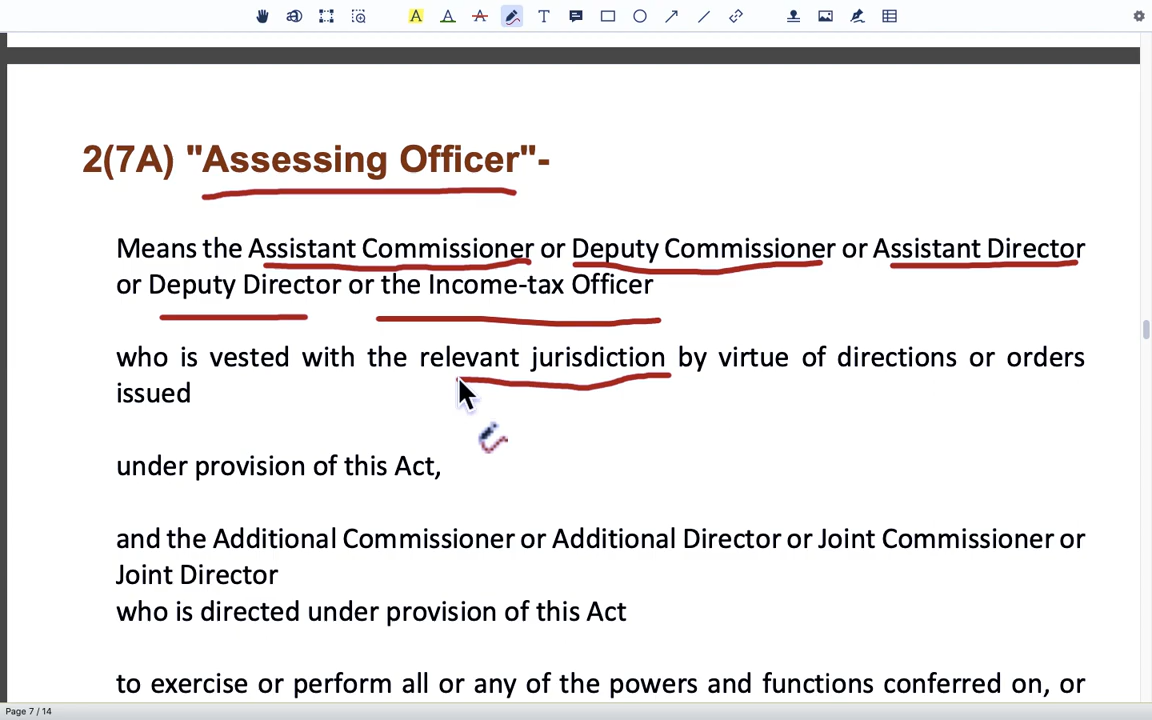 2(7A) "Assessing Officer"-
Means the Assistant Commissioner or Deputy Commissioner or Assistant Director
or Deputy Director or the Income-tax Officer
who is vested with the relevant jurisdiction by virtue of directions or orders
issued
under provision of this Act,
and the Additional Commissioner or Additional Director or Joint Commissioner or
Joint Director
who is directed under provision of this Act
to exercise or perform all or any of the powers and functions conferred on, or
Page 7 / 14